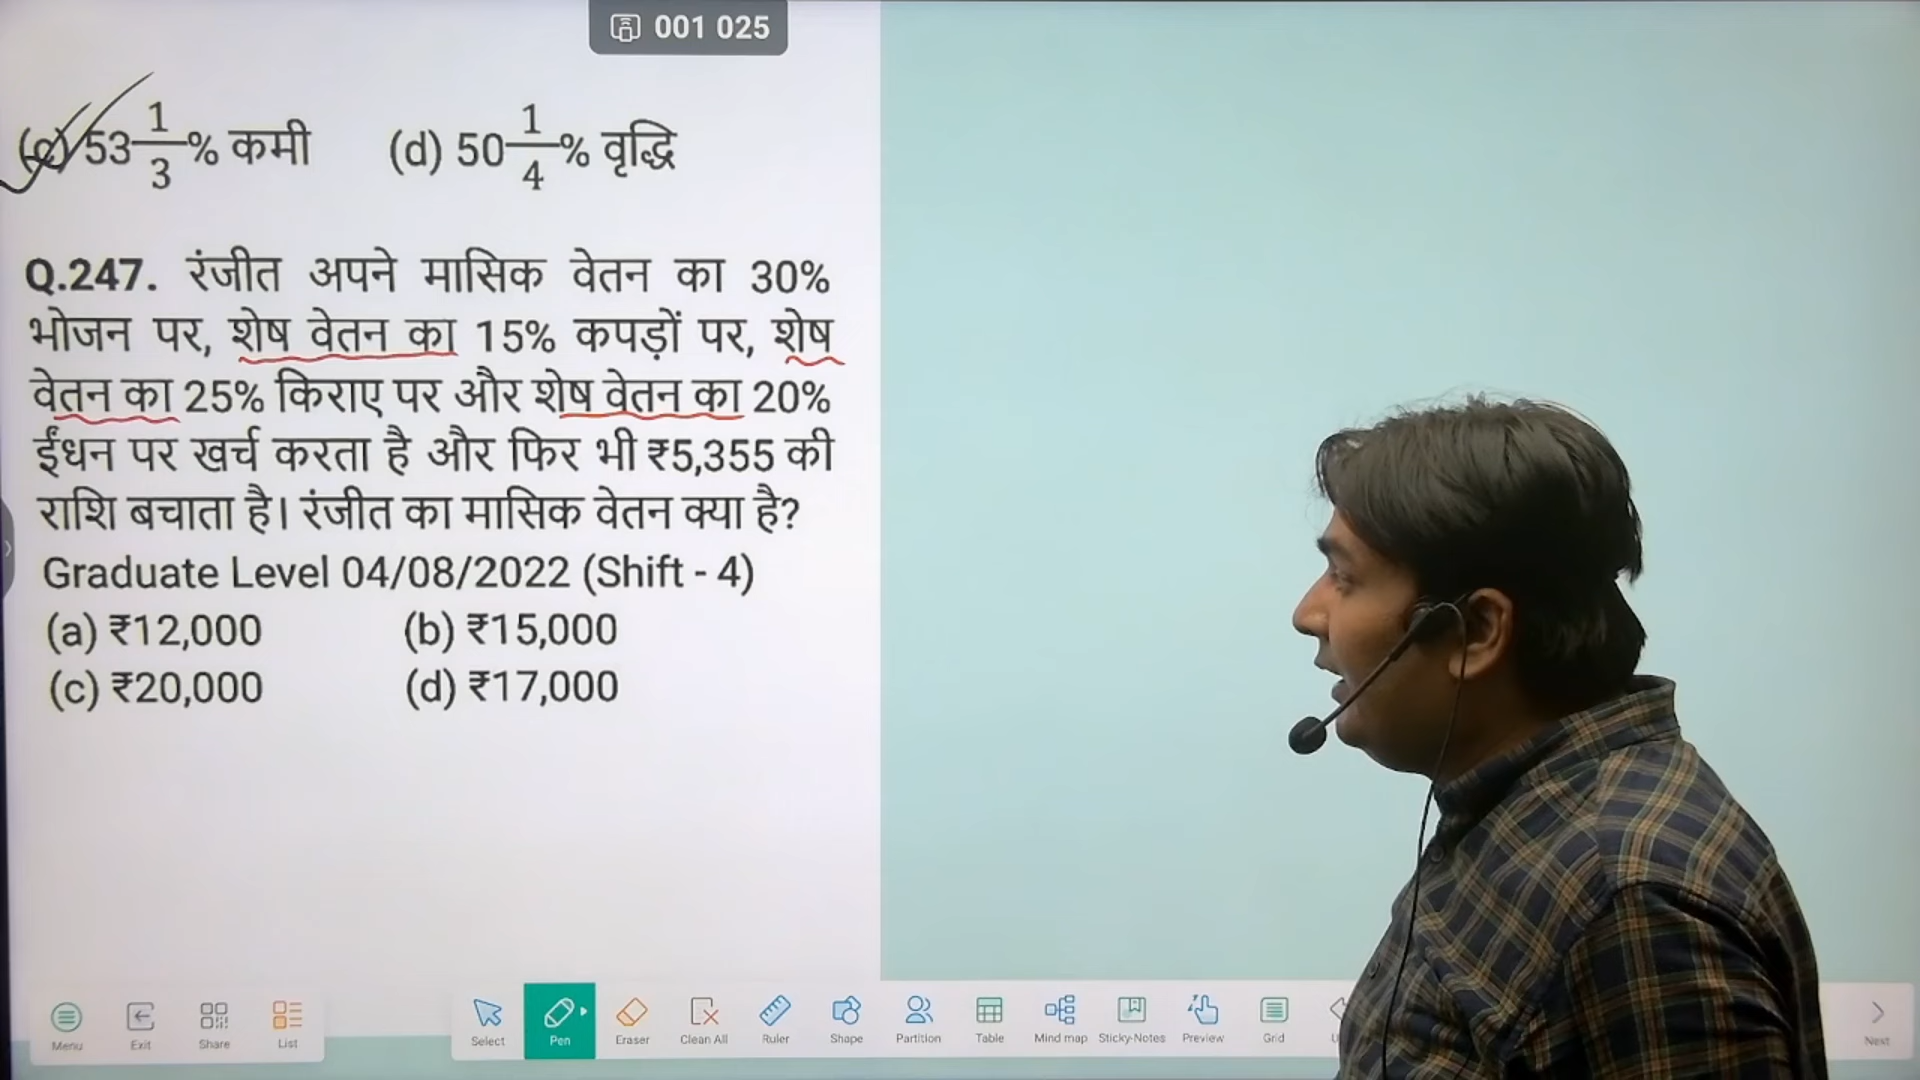 001 025
(c) 53 1/3% कमी (d) 50 1/4% वृद्धि
Q.247. रंजीत अपने मासिक वेतन का 30%
भोजन पर, शेष वेतन का 15% कपड़ों पर, शेष
वेतन का 25% किराए पर और शेष वेतन का 20%
ईंधन पर खर्च करता है और फिर भी ₹5,355 की
राशि बचाता है। रंजीत का मासिक वेतन क्या है?
Graduate Level 04/08/2022 (Shift - 4)
(a) ₹12,000 (b) ₹15,000
(c) ₹20,000 (d) ₹17,000
Menu Exit Share List Select Pen Eraser Clean All Ruler Shape Partition Table Mind map Sticky-Notes Preview Grid Next